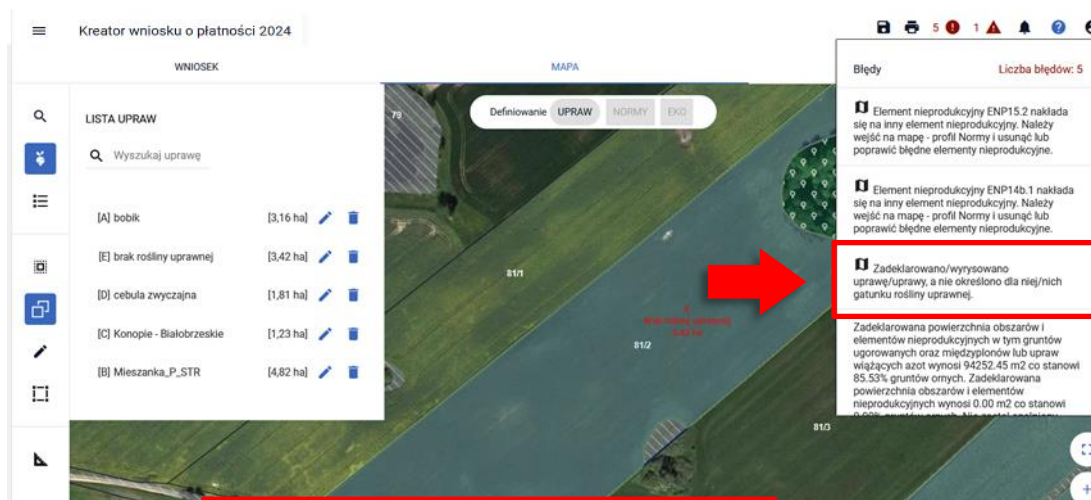 Kreator wniosku o płatności 2024
5
1
WNIOSEK
MAPA
LISTA UPRAW
Wyszukaj uprawę
[A] bobik [3,16 ha]
[E] brak rośliny uprawnej [3,42 ha]
[D] cebula zwyczajna [1,81 ha]
[C] Konopie - Białobrzeskie [1,23 ha]
[B] Mieszanka_P_STR [4,82 ha]
79
Definiowanie UPRAW NORMY EKO
81/1
81/2
81/3
Błędy Liczba błędów: 5
Element nieprodukcyjny ENP15.2 nakłada
się na inny element nieprodukcyjny. Należy
wejść na mapę - profil Normy i usunąć lub
poprawić błędne elementy nieprodukcyjne.
Element nieprodukcyjny ENP14b.1 nakłada
się na inny element nieprodukcyjny. Należy
wejść na mapę - profil Normy i usunąć lub
poprawić błędne elementy nieprodukcyjne.
Zadeklarowano/wyrysowano
uprawę/uprawy, a nie określono dla niej/nich
gatunku rośliny uprawnej.
Zadeklarowana powierzchnia obszarów i
elementów nieprodukcyjnych w tym gruntów
ugorowanych oraz międzyplonów lub upraw
wiążących azot wynosi 94252.45 m2 co stanowi
85.53% gruntów ornych. Zadeklarowana
powierzchnia obszarów i elementów
nieprodukcyjnych wynosi 0.00 m2 co stanowi